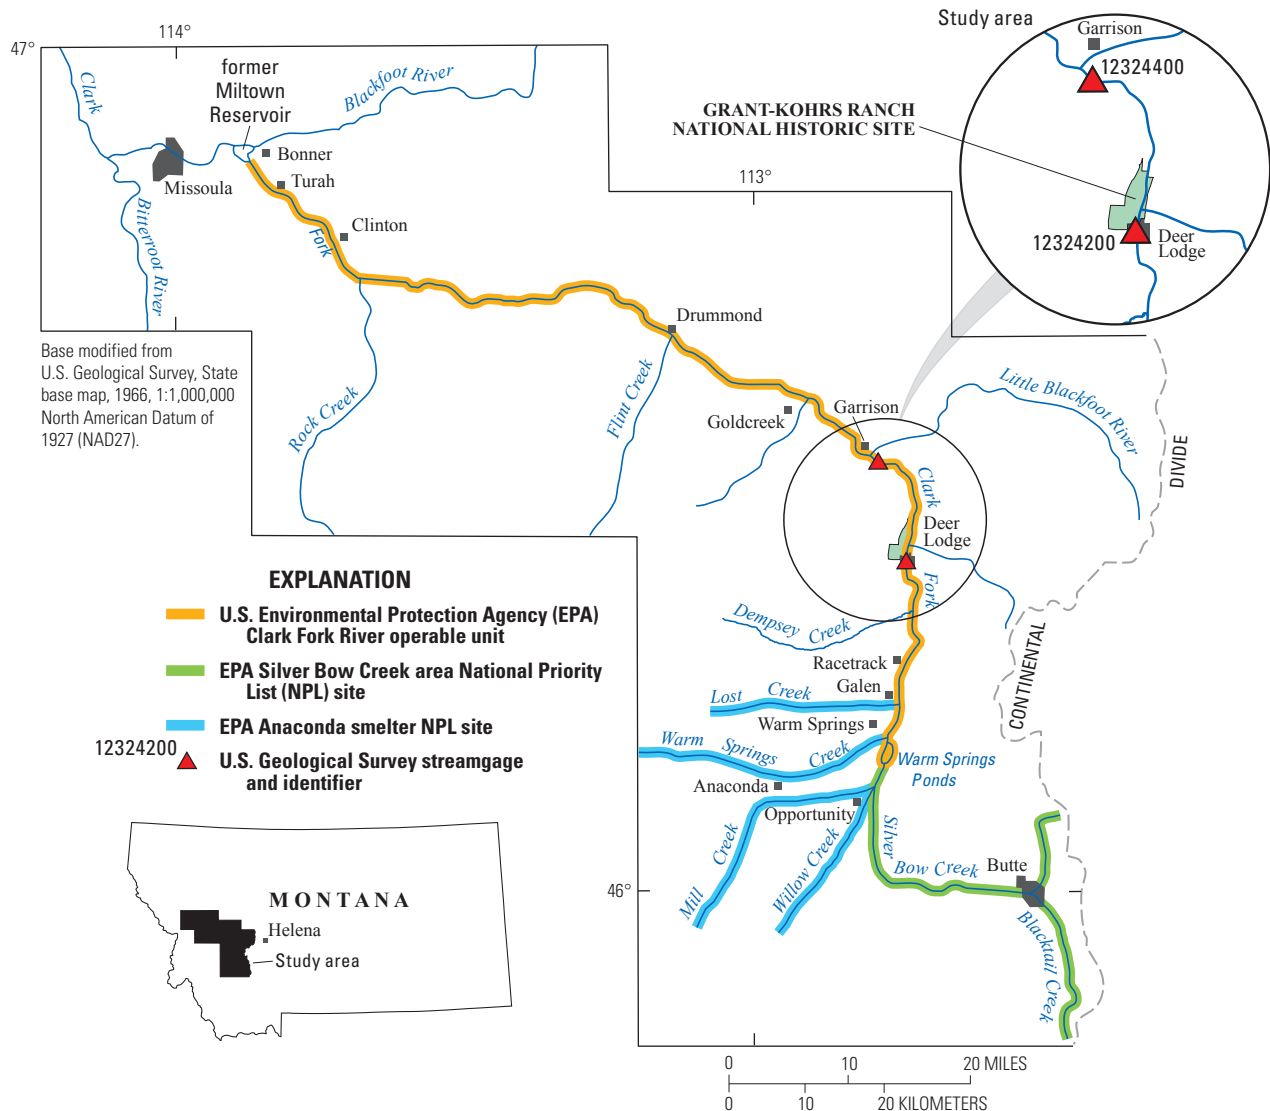 Study area
114°
47°
Garrison
12324400
former
Miltown
Reservoir
Blackfoot River
Clark
GRANT-KOHRS RANCH
NATIONAL HISTORIC SITE
Bonner
Missoula
Turah
113°
Bitterroot River
Clinton
Fork
12324200
Deer
Lodge
Drummond
Base modified from
U.S. Geological Survey, State
base map, 1966, 1:1,000,000
North American Datum of
1927 (NAD27).
Rock Creek
Flint Creek
Goldcreek
Garrison
Little Blackfoot River
DIVIDE
Clark
Deer
Lodge
Fork
EXPLANATION
U.S. Environmental Protection Agency (EPA)
Clark Fork River operable unit
EPA Silver Bow Creek area National Priority
List (NPL) site
EPA Anaconda smelter NPL site
12324200
U.S. Geological Survey streamgage
and identifier
Dempsey Creek
Racetrack
Galen
Lost Creek
CONTINENTAL
Warm Springs
Warm Springs Creek
Warm Springs
Ponds
Anaconda
Opportunity
Mill Creek
Willow Creek
Silver
Bow Creek
Butte
46°
Blacktail Creek
MONTANA
Helena
Study area
0 10 20 MILES
0 10 20 KILOMETERS